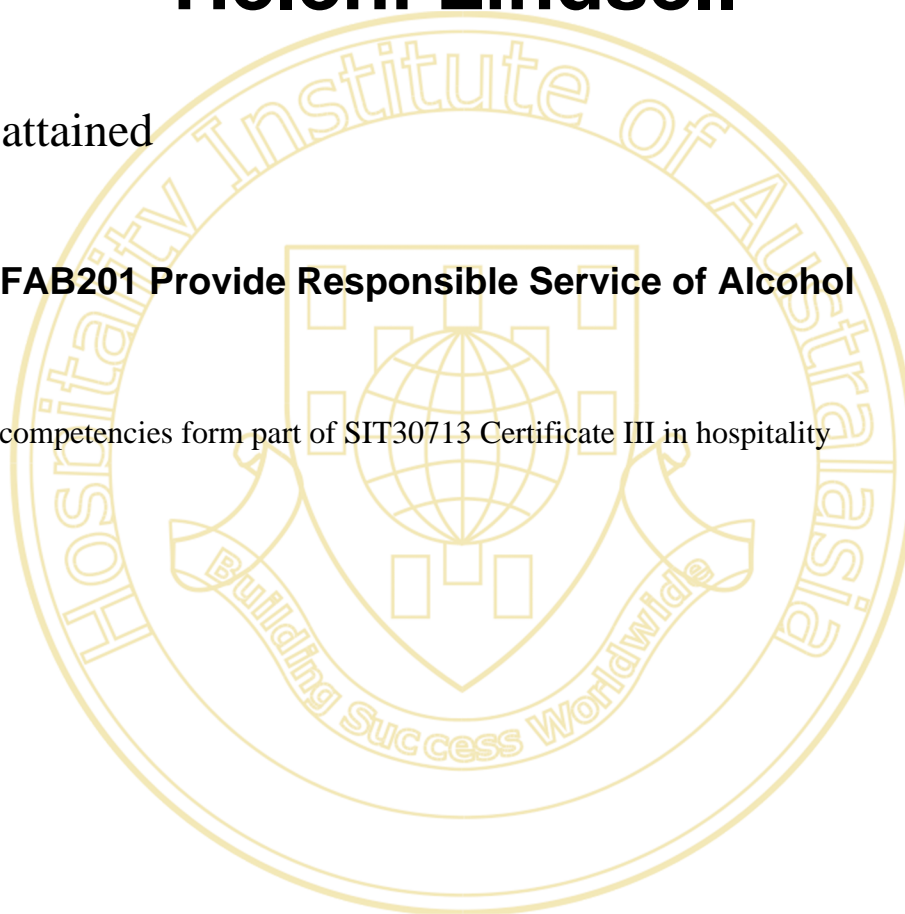 attained
FAB201 Provide Responsible Service of Alcohol
competencies form part of SIT30713 Certificate III in hospitality
Hospitality Institute of Australasia
Building Success Worldwide